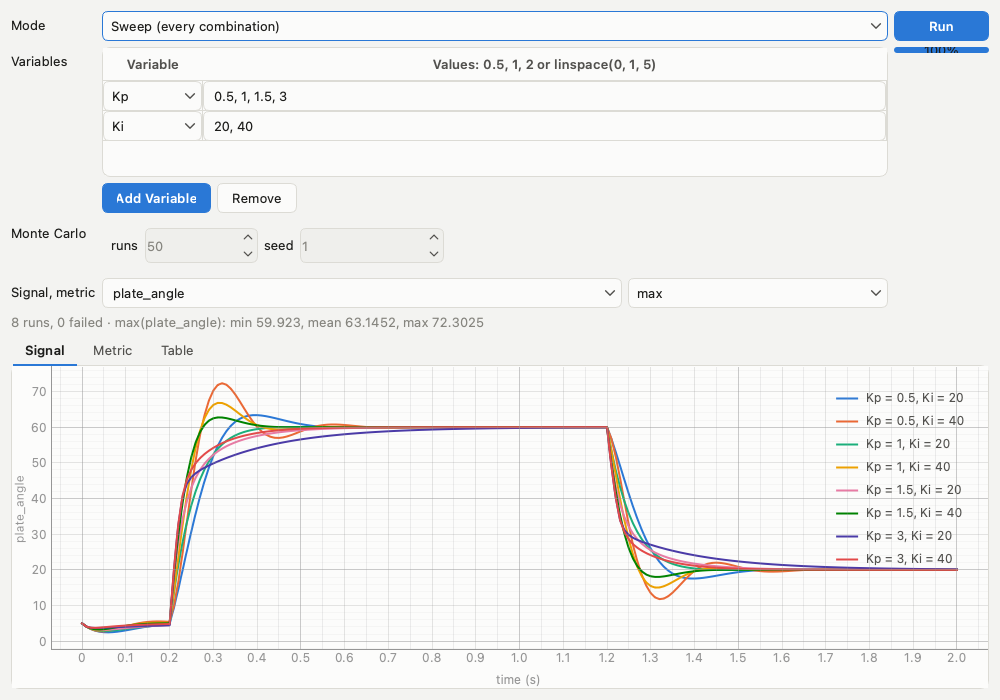 Mode Sweep (every combination) Run
100%
Variables Variable Values: 0.5, 1, 2 or linspace(0, 1, 5)
Kp 0.5, 1, 1.5, 3
Ki 20, 40
Add Variable Remove
Monte Carlo runs 50 seed 1
Signal, metric plate_angle max
8 runs, 0 failed · max(plate_angle): min 59.923, mean 63.1452, max 72.3025
Signal Metric Table
plate_angle
70
60
50
40
30
20
10
0
Kp = 0.5, Ki = 20
Kp = 0.5, Ki = 40
Kp = 1, Ki = 20
Kp = 1, Ki = 40
Kp = 1.5, Ki = 20
Kp = 1.5, Ki = 40
Kp = 3, Ki = 20
Kp = 3, Ki = 40
0 0.1 0.2 0.3 0.4 0.5 0.6 0.7 0.8 0.9 1.0 1.1 1.2 1.3 1.4 1.5 1.6 1.7 1.8 1.9 2.0
time (s)